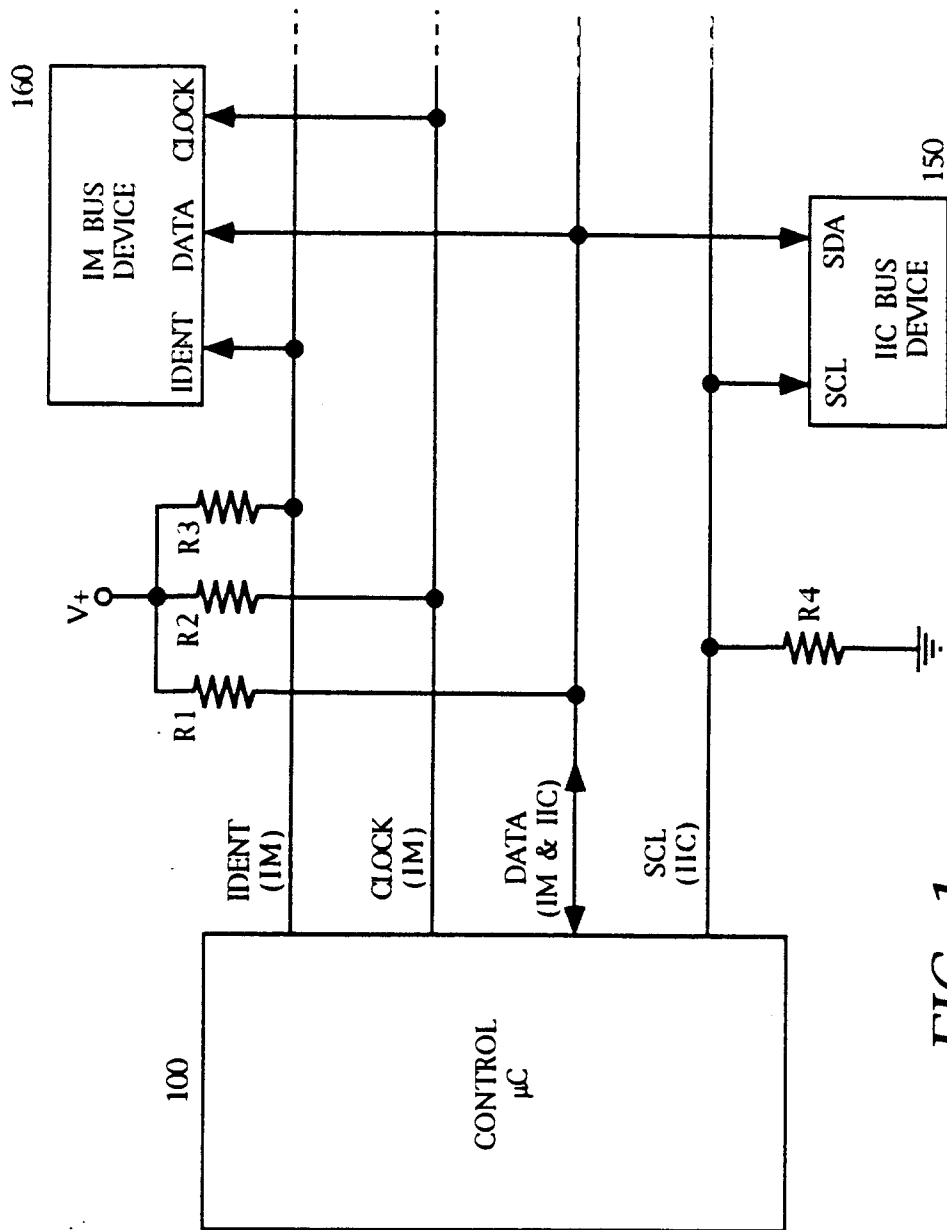 160
IM BUS
DEVICE
IDENT
DATA
CLOCK
V+
R1
R2
R3
100
CONTROL
µC
IDENT
(IM)
CLOCK
(IM)
DATA
(IM & IIC)
SCL
(IIC)
R4
SCL
SDA
IIC BUS
DEVICE
150
FIG. 1